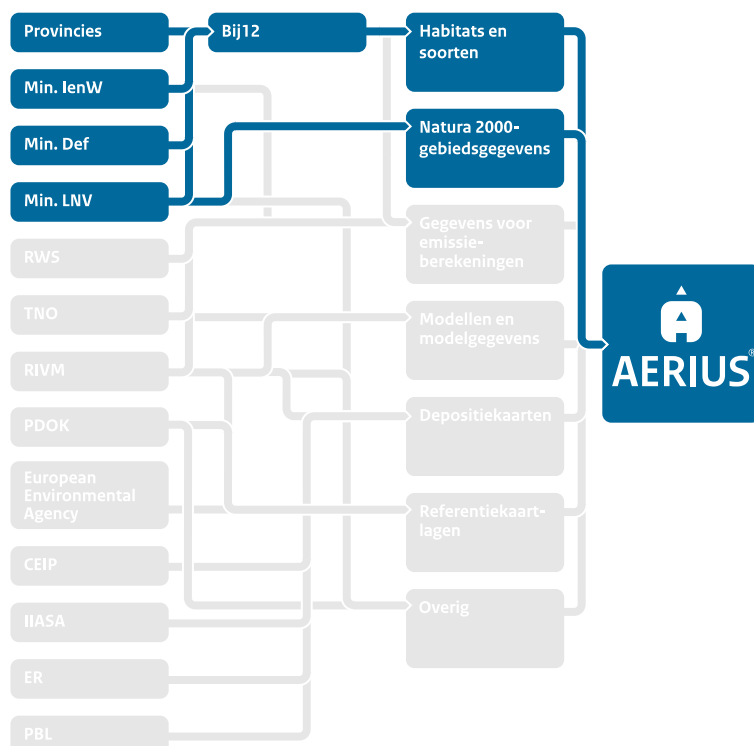 Provincies
Min. IenW
Min. Def
Min. LNV
RWS
TNO
RIVM
PDOK
European
Environmental
Agency
CEIP
IIASA
ER
PBL
Bij12
Habitats en
soorten
Natura 2000-
gebiedsgegevens
Gegevens voor
emissie-
berekeningen
Modellen en
modelgegevens
Depositiekaarten
Referentiekaart-
lagen
Overig
AERIUS®